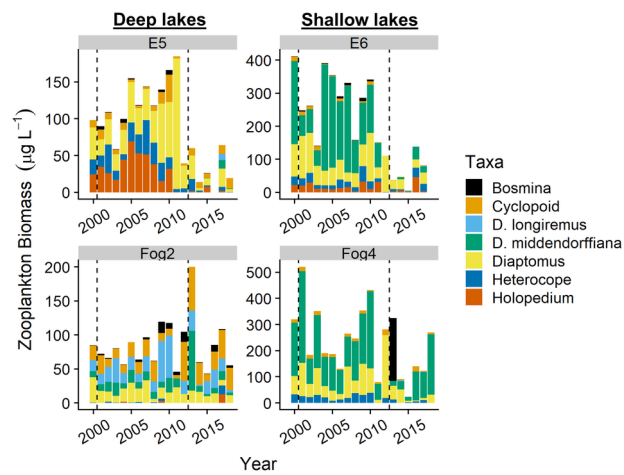 Deep lakes
Shallow lakes
E5
E6
150
100
50
0
2000
2005
2010
2015
400
300
200
100
0
2000
2005
2010
2015
Fog2
Fog4
200
150
100
50
0
2000
2005
2010
2015
500
400
300
200
100
0
2000
2005
2010
2015
Zooplankton Biomass (μg L⁻¹)
Year
Taxa
Bosmina
Cyclopoid
D. longiremus
D. middendorffiana
Diaptomus
Heterocope
Holopedium